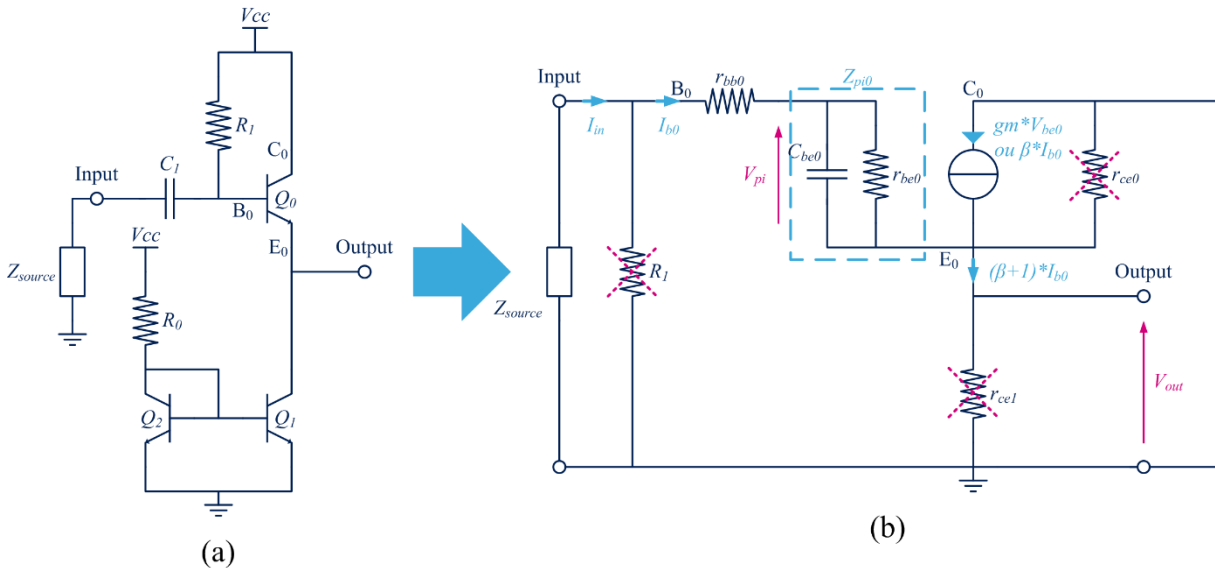 Vcc
R1
C0
Input
C1
B0
Q0
E0
Vcc
Output
Zsource
R0
Q2
Q1
(a)
Input
Iin
Ib0
B0
rbb0
Zpi0
Vpi
Cbe0
rbe0
C0
gm*Vbe0
ou β*Ib0
rce0
E0
(β+1)*Ib0
Output
Zsource
R1
rce1
Vout
(b)